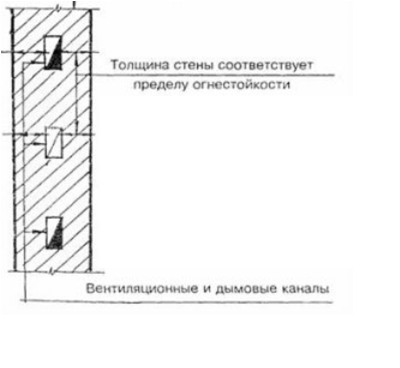 Толщина стены соответствует
пределу огнестойкости
Вентиляционные и дымовые каналы